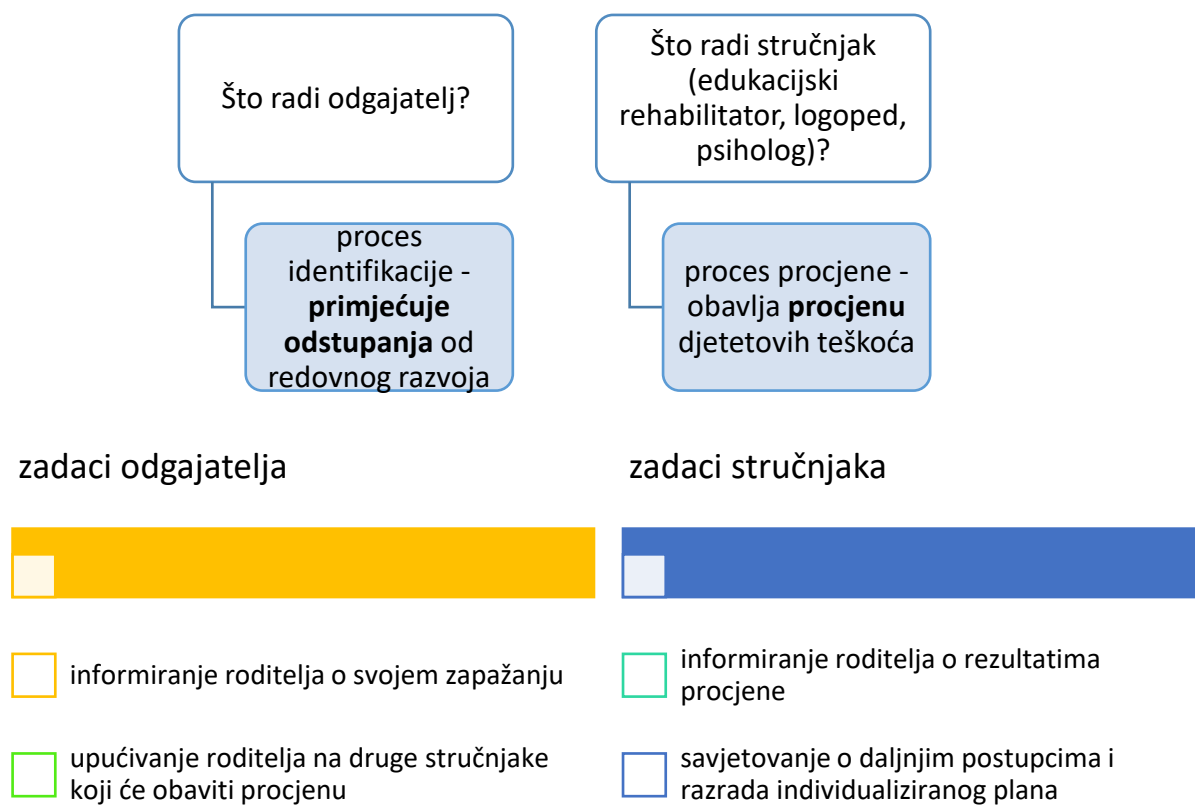 Što radi odgajatelj?
proces
identifikacije -
primjećuje
odstupanja od
redovnog razvoja
Što radi stručnjak
(edukacijski
rehabilitator, logoped,
psiholog)?
proces procjene -
obavlja procjenu
djetetovih teškoća
zadaci odgajatelja
informiranje roditelja o svojem zapažanju
upućivanje roditelja na druge stručnjake
koji će obaviti procjenu
zadaci stručnjaka
informiranje roditelja o rezultatima
procjene
savjetovanje o daljnjim postupcima i
razrada individualiziranog plana